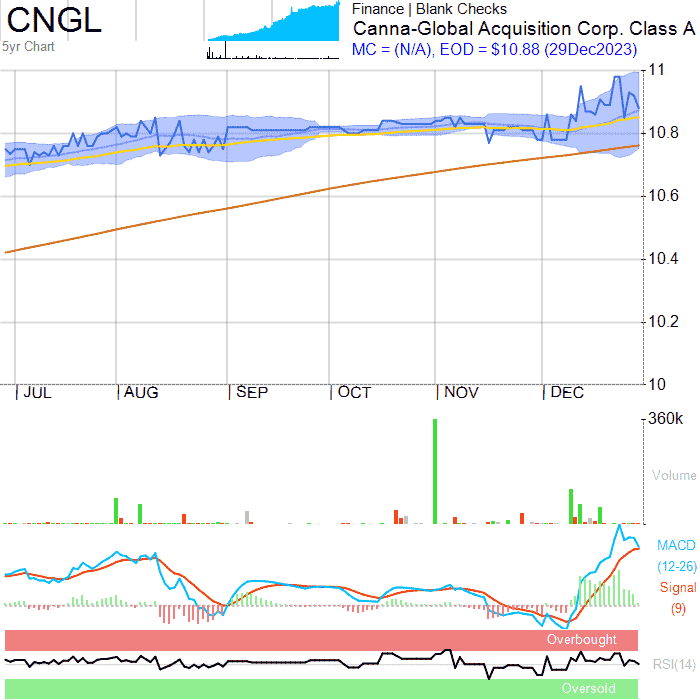 CNGL
5yr Chart
Finance | Blank Checks
Canna-Global Acquisition Corp. Class A
MC = (N/A), EOD = $10.88 (29Dec2023)
11
10.8
10.6
10.4
10.2
10
JUL AUG SEP OCT NOV DEC
360k
Volume
MACD
(12-26)
Signal
(9)
Overbought
RSI(14)
Oversold